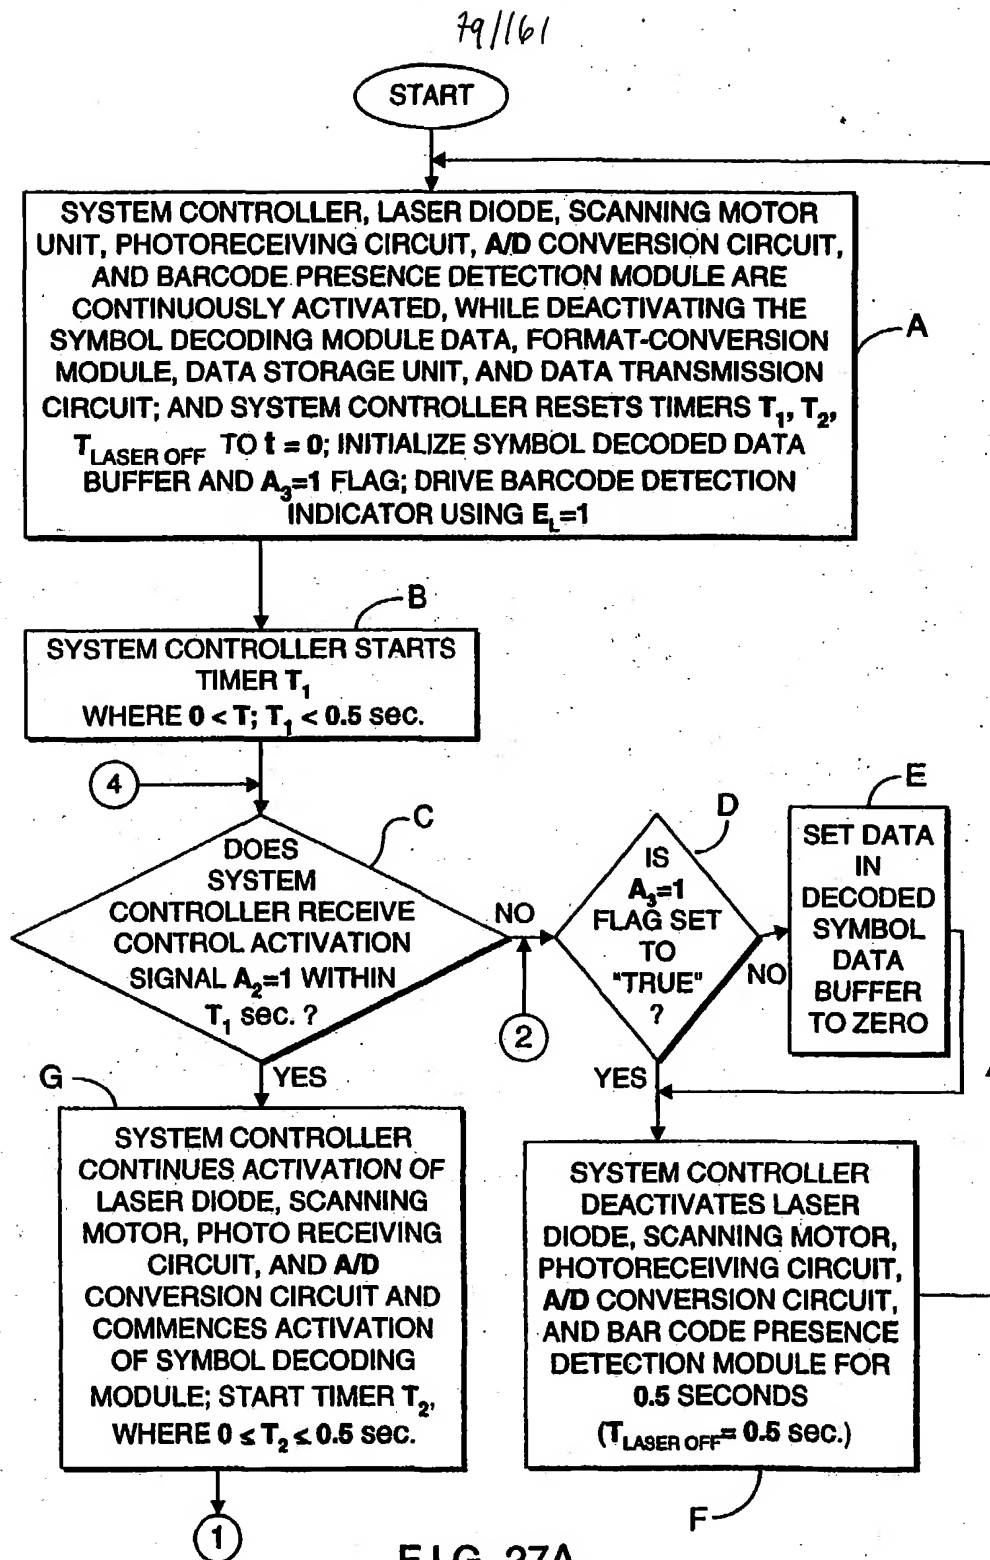 79/161
START
SYSTEM CONTROLLER, LASER DIODE, SCANNING MOTOR
UNIT, PHOTORECEIVING CIRCUIT, A/D CONVERSION CIRCUIT,
AND BARCODE PRESENCE DETECTION MODULE ARE
CONTINUOUSLY ACTIVATED, WHILE DEACTIVATING THE
SYMBOL DECODING MODULE DATA, FORMAT-CONVERSION
MODULE, DATA STORAGE UNIT, AND DATA TRANSMISSION
CIRCUIT; AND SYSTEM CONTROLLER RESETS TIMERS T1, T2,
TLASER OFF TO t = 0; INITIALIZE SYMBOL DECODED DATA
BUFFER AND A3=1 FLAG; DRIVE BARCODE DETECTION
INDICATOR USING EL=1
A
B
SYSTEM CONTROLLER STARTS
TIMER T1
WHERE 0 < T; T1 < 0.5 sec.
4
C
DOES
SYSTEM
CONTROLLER RECEIVE
CONTROL ACTIVATION
SIGNAL A2=1 WITHIN
T1 sec. ?
NO
2
D
IS
A3=1
FLAG SET
TO
"TRUE"
?
NO
E
SET DATA
IN
DECODED
SYMBOL
DATA
BUFFER
TO ZERO
YES
YES
G
SYSTEM CONTROLLER
CONTINUES ACTIVATION OF
LASER DIODE, SCANNING
MOTOR, PHOTO RECEIVING
CIRCUIT, AND A/D
CONVERSION CIRCUIT AND
COMMENCES ACTIVATION
OF SYMBOL DECODING
MODULE; START TIMER T2,
WHERE 0 ≤ T2 ≤ 0.5 sec.
1
SYSTEM CONTROLLER
DEACTIVATES LASER
DIODE, SCANNING MOTOR,
PHOTORECEIVING CIRCUIT,
A/D CONVERSION CIRCUIT,
AND BAR CODE PRESENCE
DETECTION MODULE FOR
0.5 SECONDS
(TLASER OFF= 0.5 sec.)
F
FIG. 27A